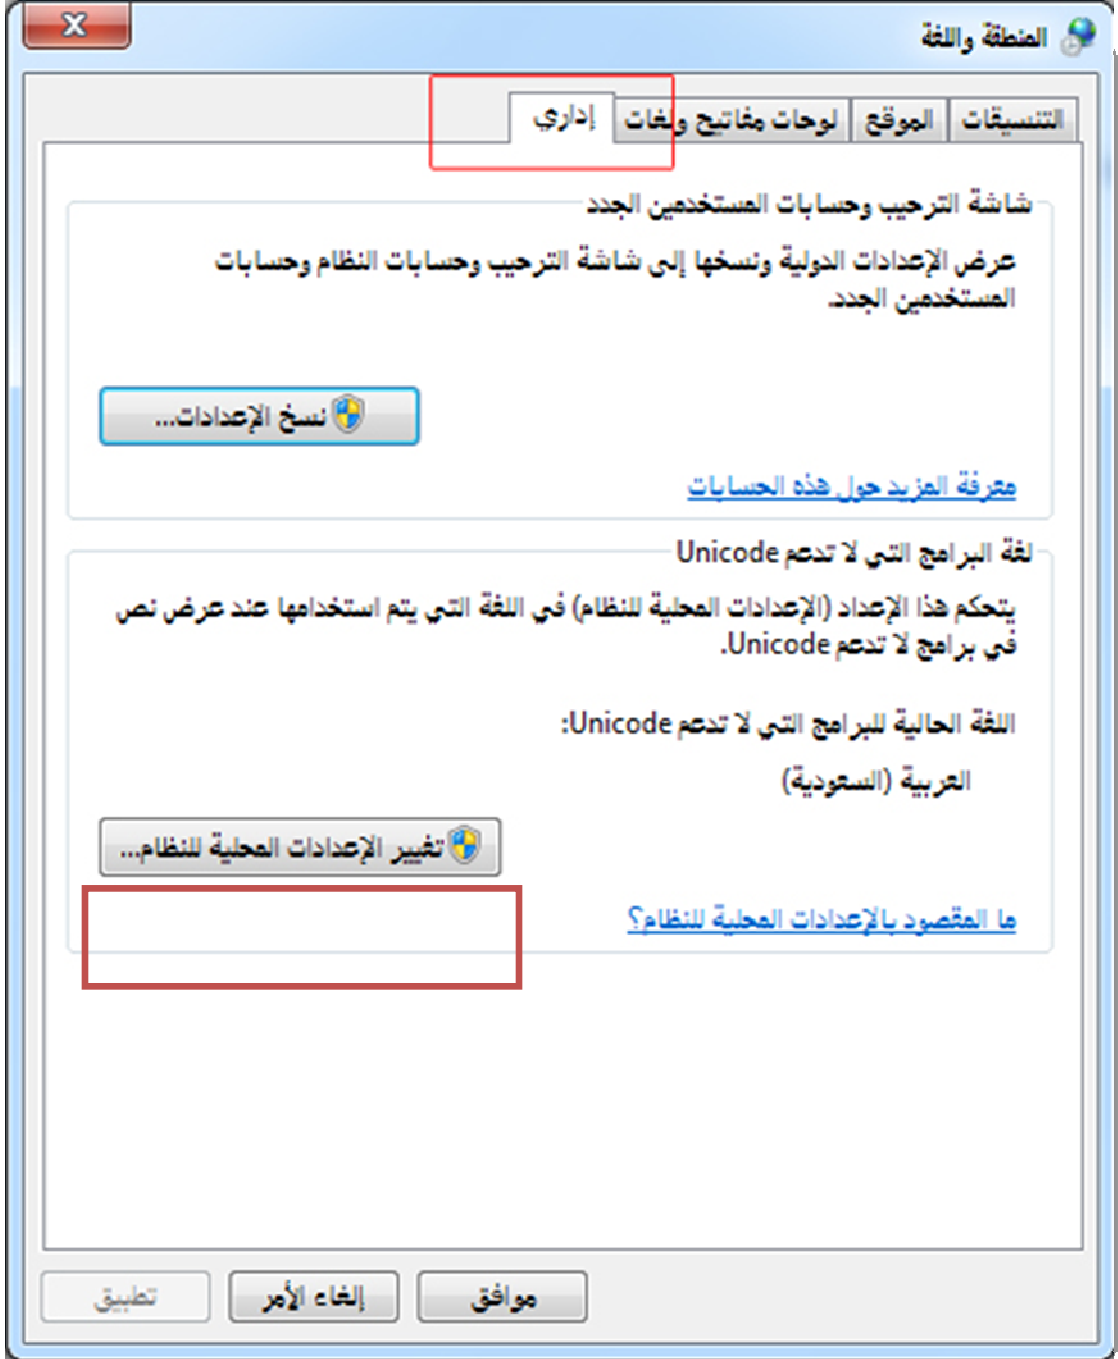 المنطقة واللغة
التنسيقات
الموقع
لوحات مفاتيح ولغات
إداري
شاشة الترحيب وحسابات المستخدمين الجدد
عرض الإعدادات الدولية ونسخها إلى شاشة الترحيب وحسابات النظام وحسابات
المستخدمين الجدد.
نسخ الإعدادات...
معرفة المزيد حول هذه الحسابات
لغة البرامج التي لا تدعم Unicode
يتحكم هذا الإعداد (الإعدادات المحلية للنظام) في اللغة التي يتم استخدامها عند عرض نص
في برامج لا تدعم Unicode.
اللغة الحالية للبرامج التي لا تدعم Unicode:
العربية (السعودية)
تغيير الإعدادات المحلية للنظام...
ما المقصود بالإعدادات المحلية للنظام؟
موافق
إلغاء الأمر
تطبيق